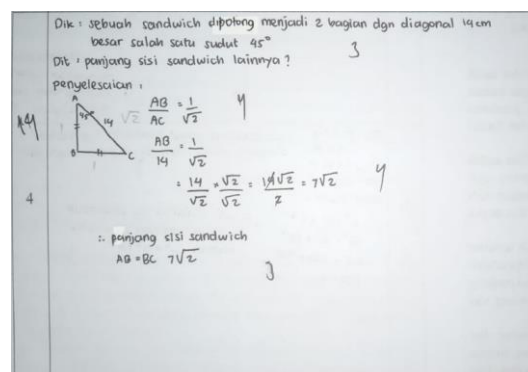 Dik : sebuah sandwich dipotong menjadi 2 bagian dgn diagonal 14 cm
besar salah satu sudut 45°
3
Dit : panjang sisi sandwich lainnya ?
penyelesaian :
A
45°
14
√2
B
C
AB/AC = 1/√2
4
AB/14 = 1/√2
= 14/√2 × √2/√2 = 14√2/2 = 7√2
4
4
∴ panjang sisi sandwich
AB = BC 7√2
3